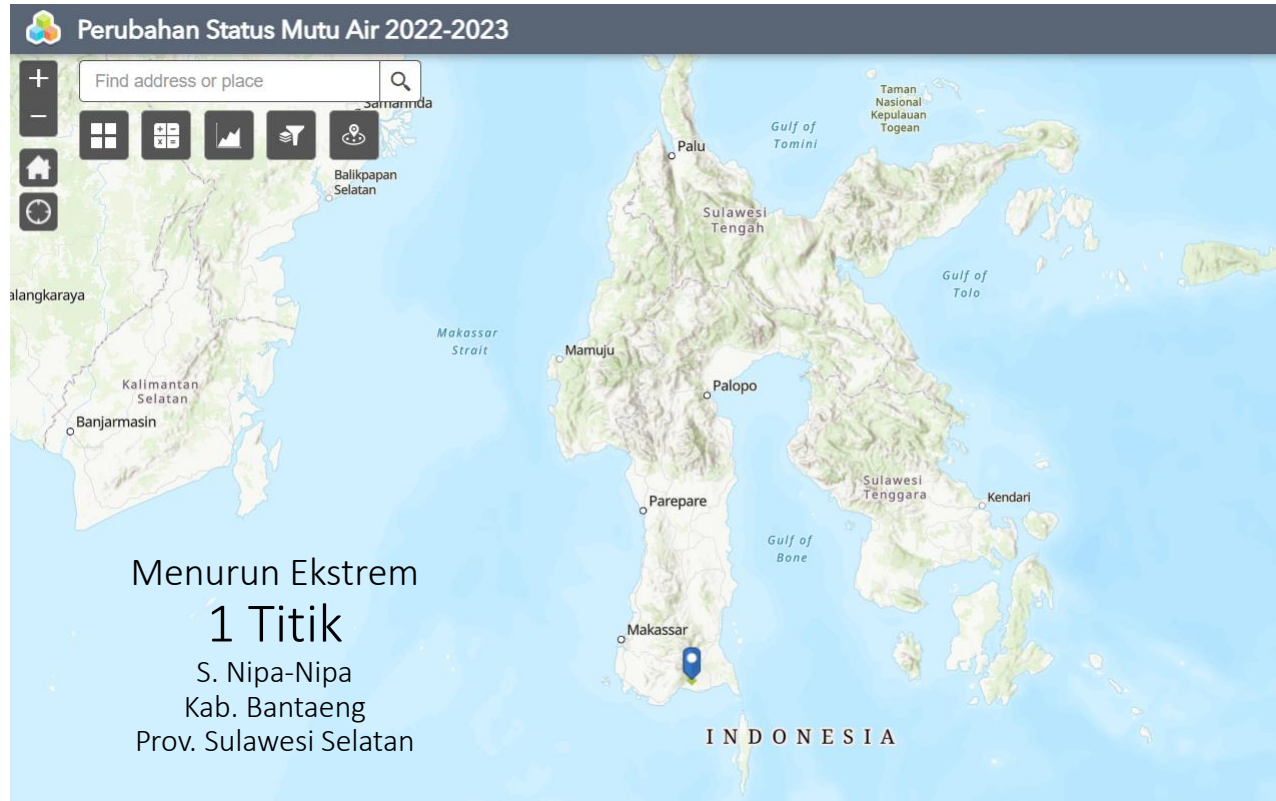 Perubahan Status Mutu Air 2022-2023
+
Find address or place
−
Samarinda
Balikpapan
Selatan
alangkaraya
Kalimantan
Selatan
Banjarmasin
Makassar
Strait
Palu
Gulf of
Tomini
Taman
Nasional
Kepulauan
Togean
Sulawesi
Tengah
Gulf of
Tolo
Mamuju
Palopo
Parepare
Sulawesi
Tenggara
Kendari
Gulf of
Bone
Makassar
INDONESIA
Menurun Ekstrem
1 Titik
S. Nipa-Nipa
Kab. Bantaeng
Prov. Sulawesi Selatan